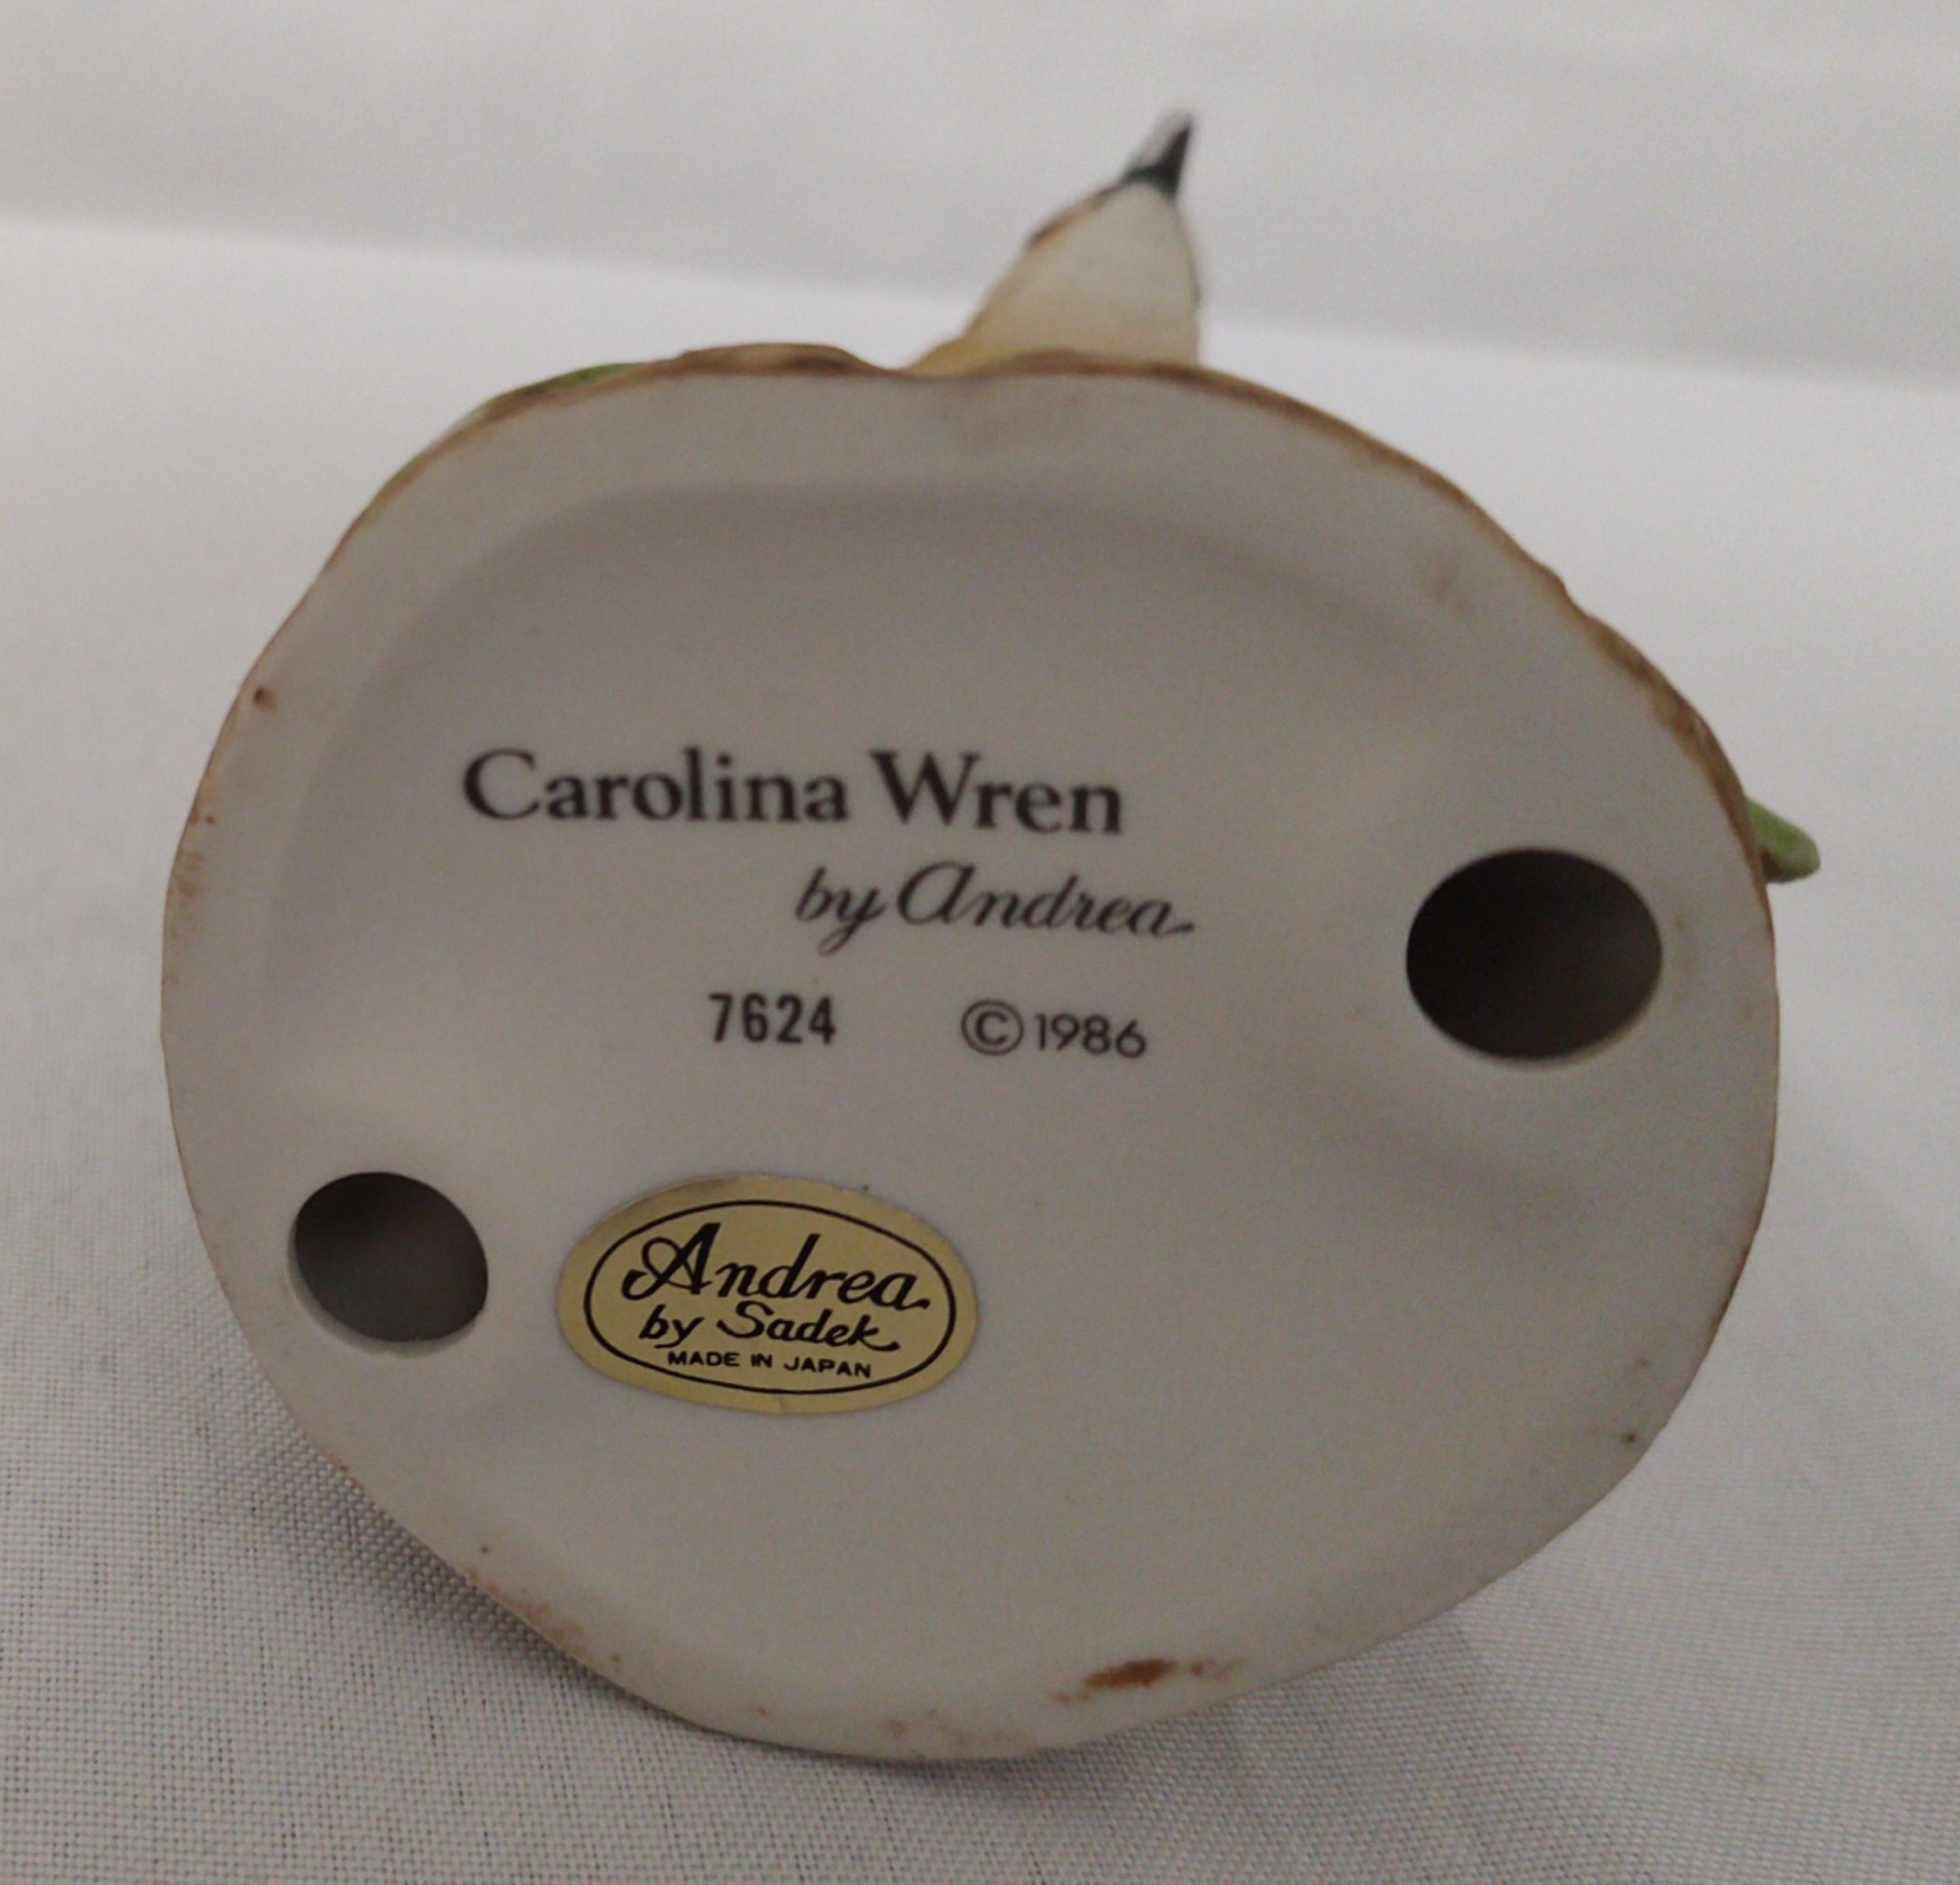 Carolina Wren
by Andrea
7624 ©1986
Andrea
by Sadek
MADE IN JAPAN